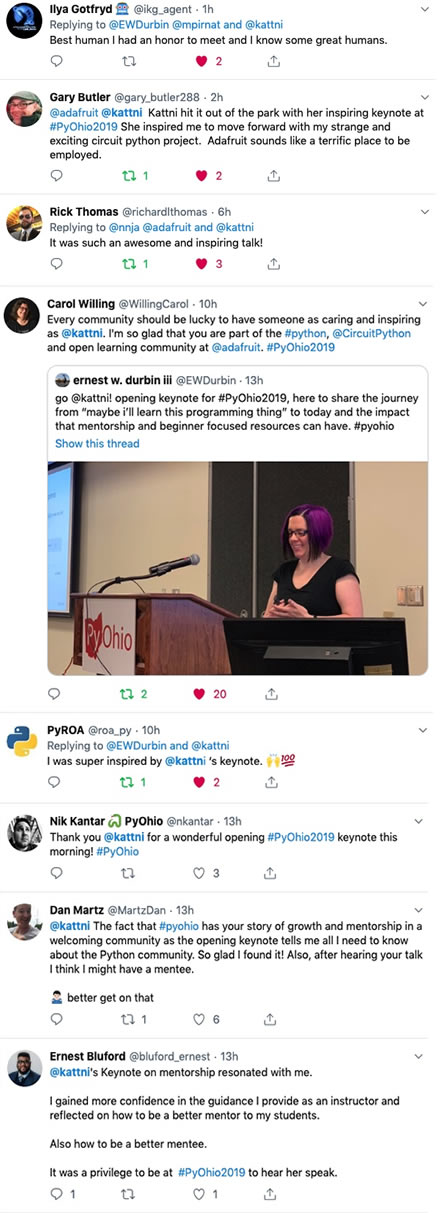 Ilya Gotfryd @ikg_agent · 1h
Replying to @EWDurbin @mpirnat and @kattni
Best human I had an honor to meet and I know some great humans.
2
Gary Butler @gary_butler288 · 2h
@adafruit @kattni Kattni hit it out of the park with her inspiring keynote at
#PyOhio2019 She inspired me to move forward with my strange and
exciting circuit python project. Adafruit sounds like a terrific place to be
employed.
1 2
Rick Thomas @richardlthomas · 6h
Replying to @nnja @adafruit and @kattni
It was such an awesome and inspiring talk!
1 3
Carol Willing @WillingCarol · 10h
Every community should be lucky to have someone as caring and inspiring
as @kattni. I'm so glad that you are part of the #python, @CircuitPython
and open learning community at @adafruit. #PyOhio2019
ernest w. durbin iii @EWDurbin · 13h
go @kattni! opening keynote for #PyOhio2019, here to share the journey
from “maybe i’ll learn this programming thing” to today and the impact
that mentorship and beginner focused resources can have. #pyohio
Show this thread
PyOhio
2 20
PyROA @roa_py · 10h
Replying to @EWDurbin and @kattni
I was super inspired by @kattni 's keynote. 🙌💯
1 2
Nik Kantar PyOhio @nkantar · 13h
Thank you @kattni for a wonderful opening #PyOhio2019 keynote this
morning! #PyOhio
3
Dan Martz @MartzDan · 13h
@kattni The fact that #pyohio has your story of growth and mentorship in a
welcoming community as the opening keynote tells me all I need to know
about the Python community. So glad I found it! Also, after hearing your talk
I think I might have a mentee.
better get on that
1 6
Ernest Bluford @bluford_ernest · 13h
@kattni's Keynote on mentorship resonated with me.
I gained more confidence in the guidance I provide as an instructor and
reflected on how to be a better mentor to my students.
Also how to be a better mentee.
It was a privilege to be at #PyOhio2019 to hear her speak.
1 1